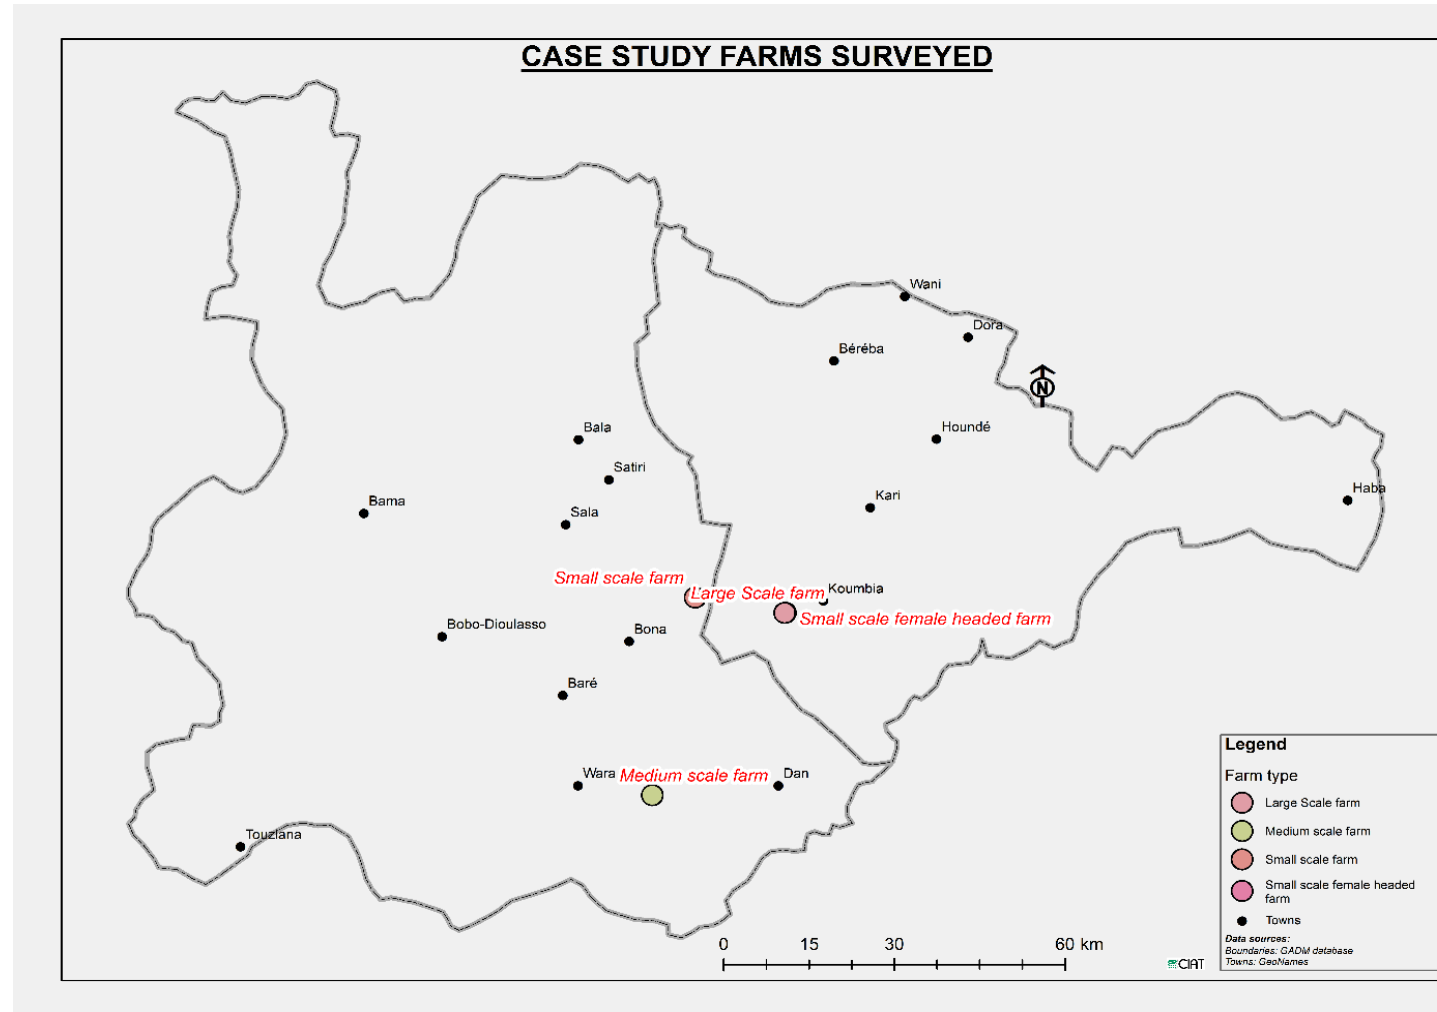 CASE STUDY FARMS SURVEYED
Wani
Dora
Béréba
N
Bala
Houndé
Satiri
Haba
Bama
Kari
Sala
Small scale farm
Large Scale farm
Koumbia
Small scale female headed farm
Bobo-Dioulasso
Bona
Baré
Wara
Medium scale farm
Dan
Touzlana
Legend
Farm type
Large Scale farm
Medium scale farm
Small scale farm
Small scale female headed
farm
Towns
Data sources:
Boundaries: GADM database
Towns: GeoNames
0 15 30 60 km
CIAT